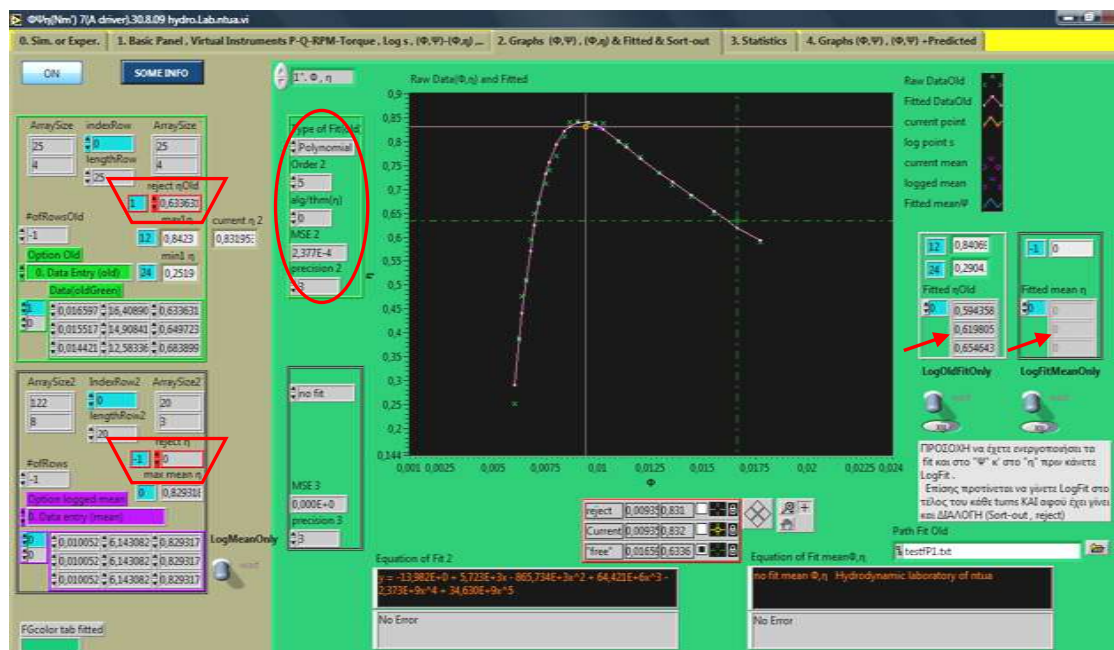 ΦΨη(Nm') 7(A driver).30.8.09 hydro.Lab.ntua.vi
0. Sim. or Exper.
1. Basic Panel , Virtual Instruments P-Q-RPM-Torque , Log s , (Φ,Ψ)-(Φ,η) ...
2. Graphs (Φ,Ψ) , (Φ,η) & Fitted & Sort-out
3. Statistics
4. Graphs (Φ,Ψ) , (Φ,Ψ) +Predicted
ON
SOME INFO
ArraySize indexRow ArraySize
25 0 25
4 lengthRow 4
25
reject ηOld
1 0,633631
#ofRowsOld max1η current η 2
-1 12 0,8423 0,83195
Option Old min1 η
0. Data Entry (old) 24 0,2519
Data(oldGreen)
1 0,016597 16,40890 0,633631
0 0,015517 14,90841 0,649723
0,014421 12,58336 0,683899
ArraySize2 IndexRow2 ArraySize2
122 0 20
8 lengthRow2 3
20
reject η
-1 0
#ofRows max mean η
-1 0 0,829318
Option logged mean
0. Data entry (mean)
0 0,010052 6,143082 0,829317
0 0,010052 6,143082 0,829317
0,010052 6,143082 0,829317
LogMeanOnly
FGcolor tab fitted
1°. Φ , η
Type of Fit(old)
Polynomial
Order 2
5
alg/thm(η)
0
MSE 2
2,377E-4
precision 2
3
no fit
MSE 3
0,000E+0
precision 3
3
Raw Data(Φ,η) and Fitted
0,9
0,85
0,8
0,75
0,7
0,65
0,6
0,55
0,5
0,45
0,4
0,35
0,3
0,25
0,2
0,144
η
0,001 0,0025 0,005 0,0075 0,01 0,0125 0,015 0,0175 0,02 0,0225 0,024
Φ
reject 0,00935 0,831
Current 0,00935 0,832
"free" 0,01659 0,6336
Equation of Fit 2
y = -13,982E+0 + 5,723E+3x - 865,734E+3x^2 + 64,421E+6x^3 -
2,373E+9x^4 + 34,630E+9x^5
No Error
Equation of Fit meanΦ,η
no fit mean Φ,η Hydrodynamic laboratory of ntua
No Error
Raw DataOld
Fitted DataOld
current point
log point s
current mean
logged mean
Fitted mean/Ψ
12 0,84069
24 0,2904
Fitted ηOld
0 0,594358
0,619805
0,654643
LogOldFitOnly
-1 0
Fitted mean η
0 0
0
0
LogFitMeanOnly
ΠΡΟΣΟΧΗ να έχετε ενεργοποιήσει το
fit και στο "Ψ" κ' στο "η" πριν κάνετε
LogFit .
Επίσης προτίνεται να γίνετε LogFit στο
τέλος του κάθε turns ΚΑΙ αφού έχει γίνει
και ΔΙΑΛΟΓΗ (Sort-out , reject)
Path Fit Old
testfP1.txt